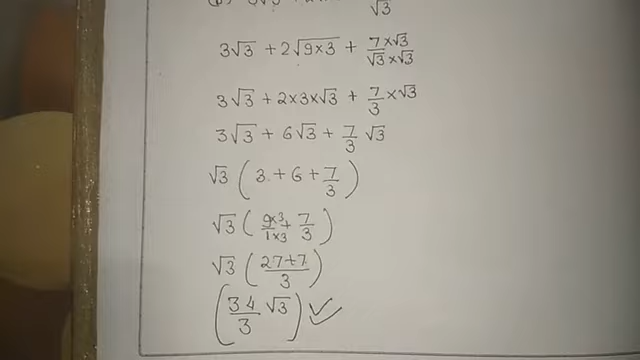 √3
3√3 + 2√9×3 + 7×√3/√3×√3
3√3 + 2×3×√3 + 7/3 ×√3
3√3 + 6√3 + 7/3 √3
√3 ( 3 + 6 + 7/3 )
√3 ( 9×3/1×3 + 7/3 )
√3 ( 27+7/3 )
( 34/3 √3 ) ✓